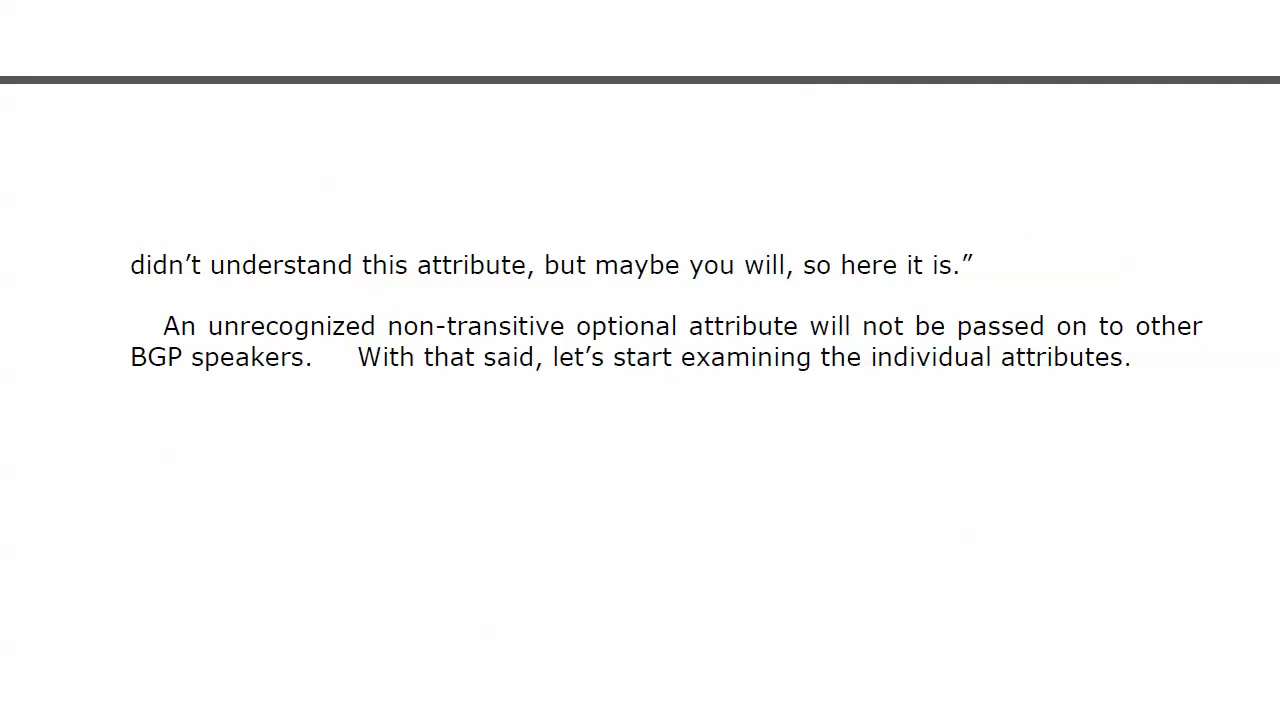 didn’t understand this attribute, but maybe you will, so here it is.”
An unrecognized non-transitive optional attribute will not be passed on to other
BGP speakers. With that said, let’s start examining the individual attributes.